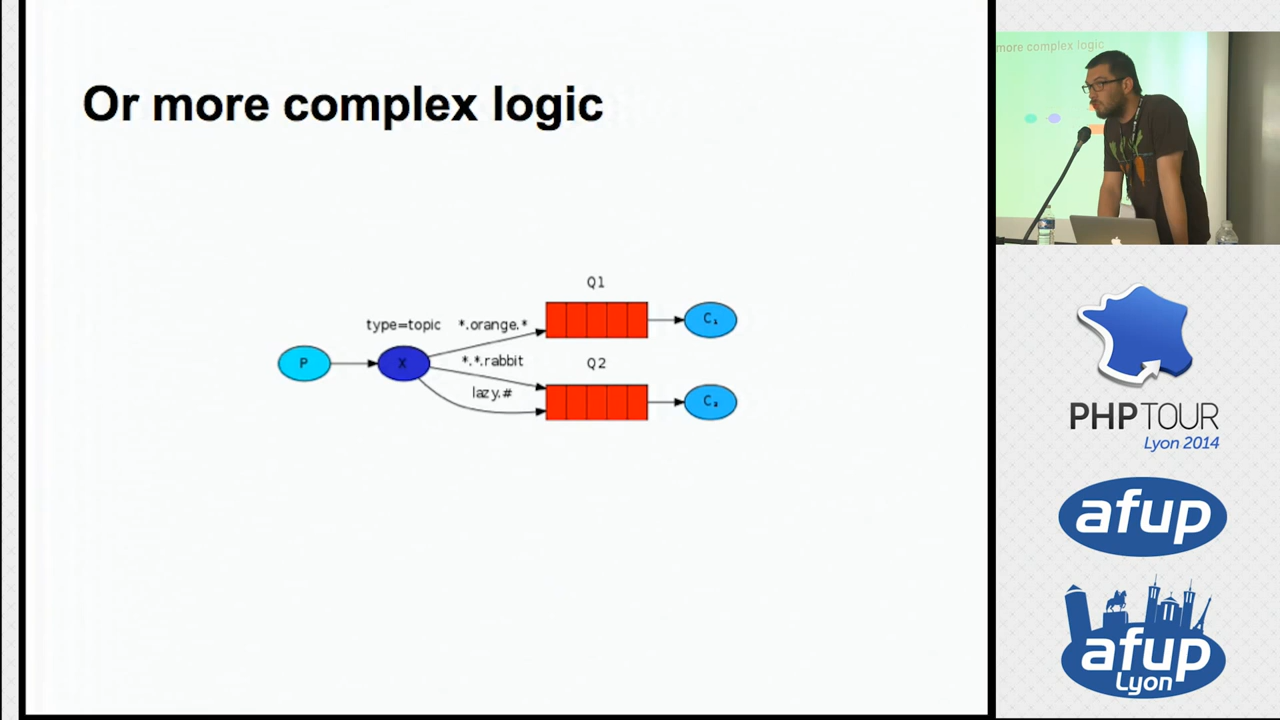 Or more complex logic
Q1
type=topic *.orange.*
C₁
P
X
*.*.rabbit
Q2
lazy.#
C₂
more complex logic
PHPTOUR
Lyon 2014
afup
afup
Lyon